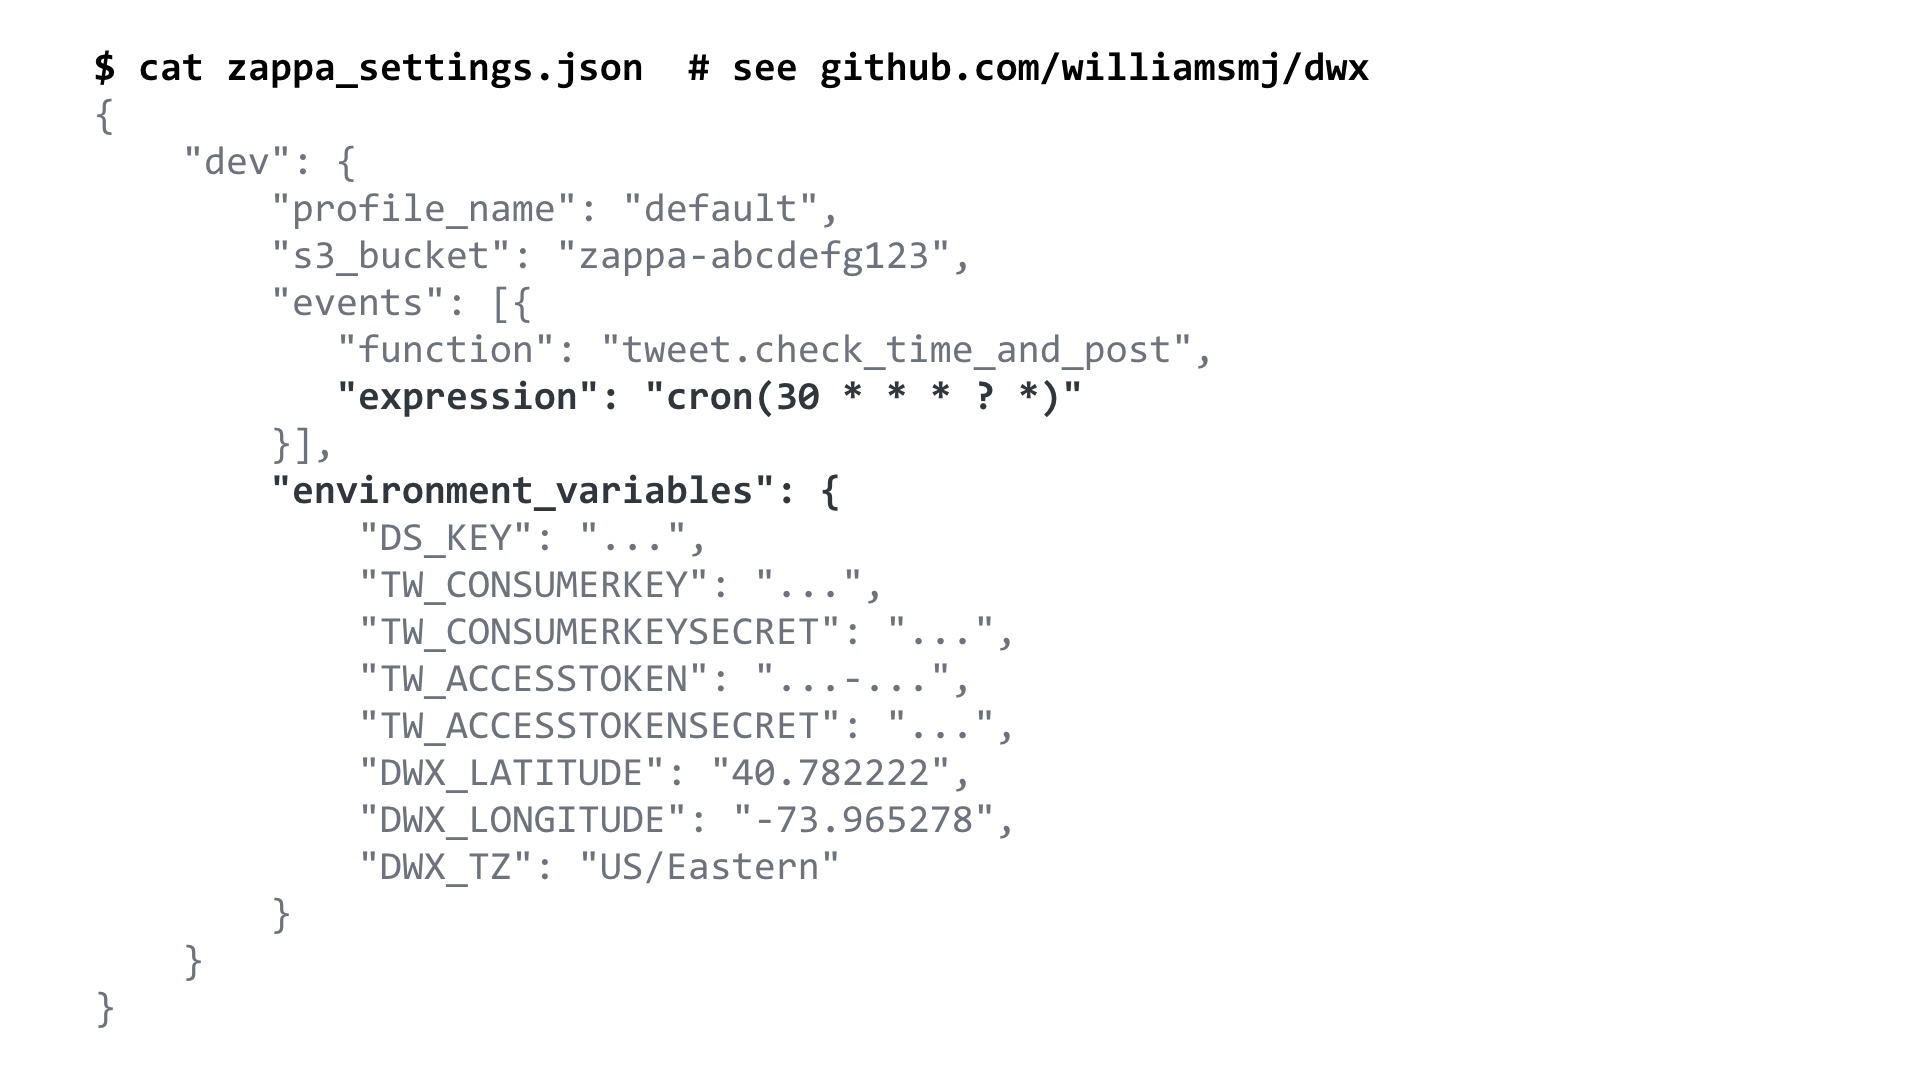 $ cat zappa_settings.json  # see github.com/williamsmj/dwx
{
    "dev": {
        "profile_name": "default",
        "s3_bucket": "zappa-abcdefg123",
        "events": [{
           "function": "tweet.check_time_and_post",
           "expression": "cron(30 * * * ? *)"
        }],
        "environment_variables": {
            "DS_KEY": "...",
            "TW_CONSUMERKEY": "...",
            "TW_CONSUMERKEYSECRET": "...",
            "TW_ACCESSTOKEN": "...-...",
            "TW_ACCESSTOKENSECRET": "...",
            "DWX_LATITUDE": "40.782222",
            "DWX_LONGITUDE": "-73.965278",
            "DWX_TZ": "US/Eastern"
        }
    }
}